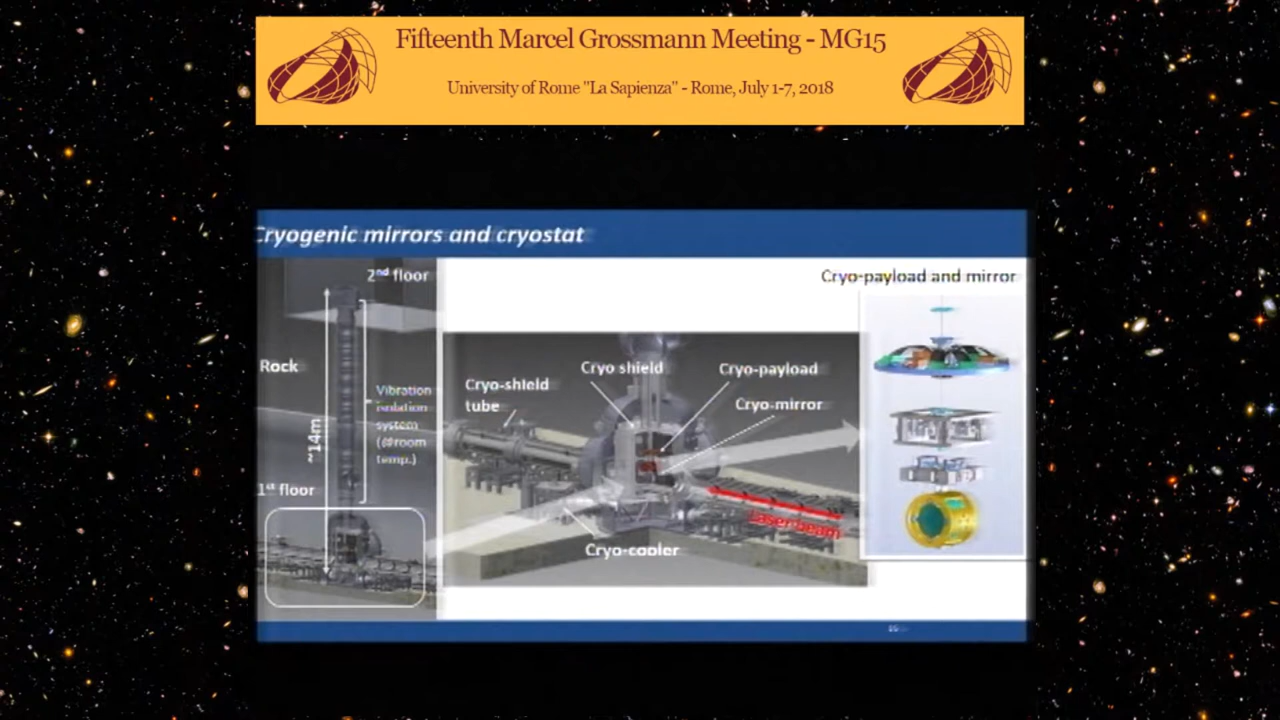 Fifteenth Marcel Grossmann Meeting - MG15
University of Rome "La Sapienza" - Rome, July 1-7, 2018
Cryogenic mirrors and cryostat
2nd floor
Rock
~14m
Vibration
isolation
system
(@room
temp.)
1st floor
Cryo-shield
tube
Cryo shield
Cryo-payload
Cryo-mirror
Laser beam
Cryo-cooler
Cryo-payload and mirror